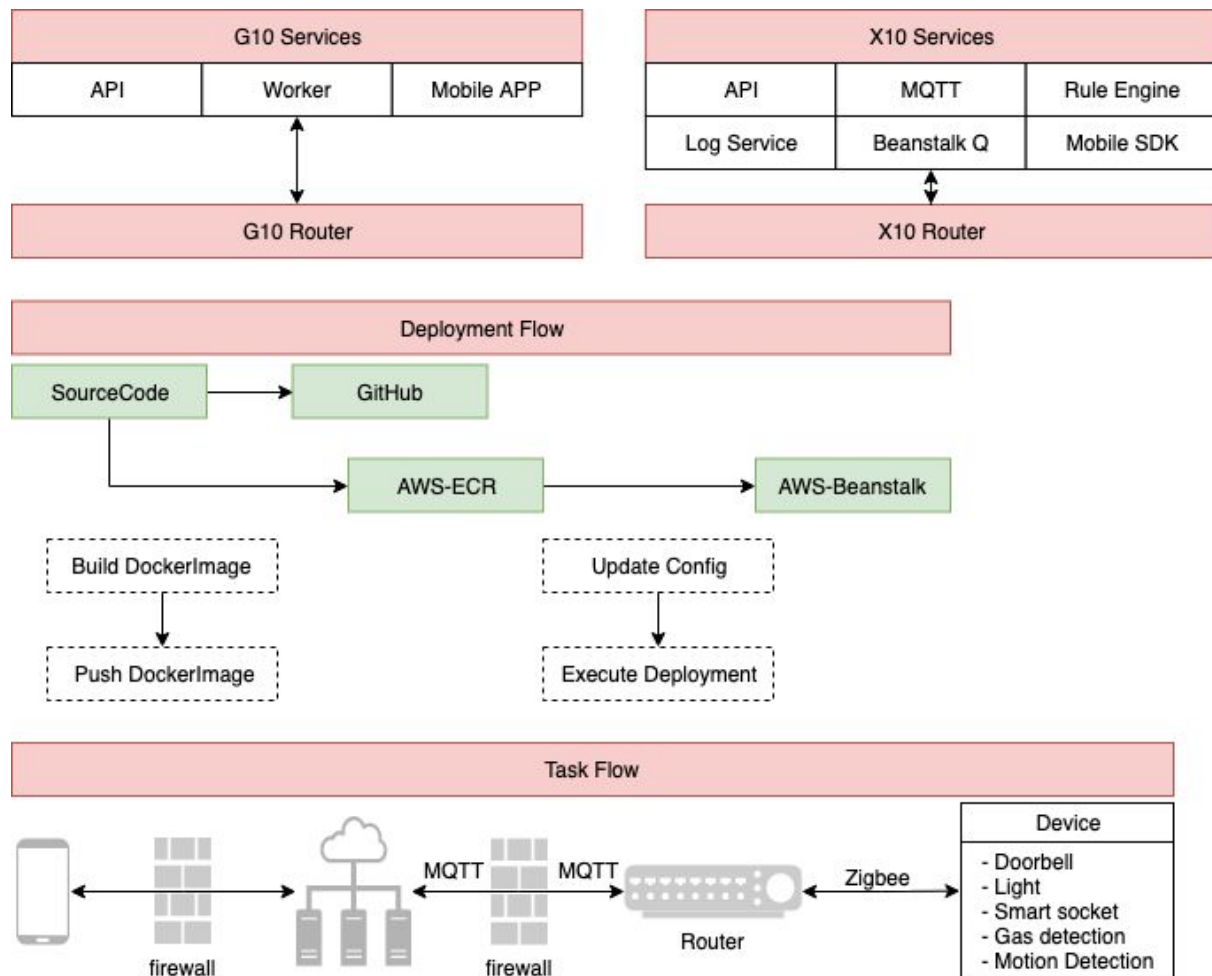 G10 Services
X10 Services
API
Worker
Mobile APP
API
MQTT
Rule Engine
Log Service
Beanstalk Q
Mobile SDK
G10 Router
X10 Router
Deployment Flow
SourceCode
GitHub
AWS-ECR
AWS-Beanstalk
Build DockerImage
Update Config
Push DockerImage
Execute Deployment
Task Flow
Device
MQTT
MQTT
Zigbee
- Doorbell
- Light
- Smart socket
- Gas detection
- Motion Detection
Router
firewall
firewall